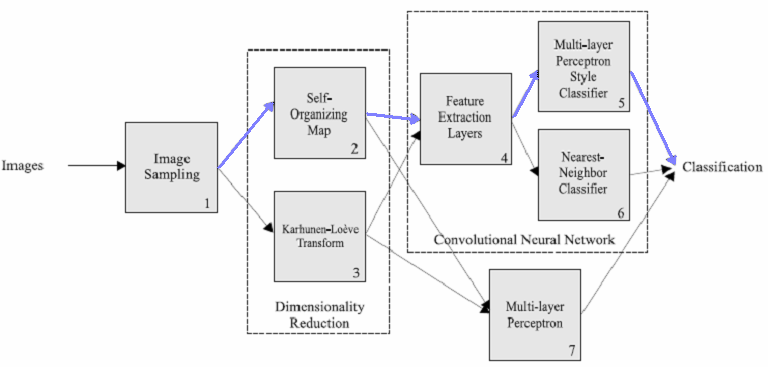 Images
Image
Sampling
1
Self-
Organizing
Map
2
Karhunen-Loève
Transform
3
Dimensionality
Reduction
Feature
Extraction
Layers
4
Multi-layer
Perceptron
Style
Classifier
5
Nearest-
Neighbor
Classifier
6
Convolutional Neural Network
Multi-layer
Perceptron
7
Classification